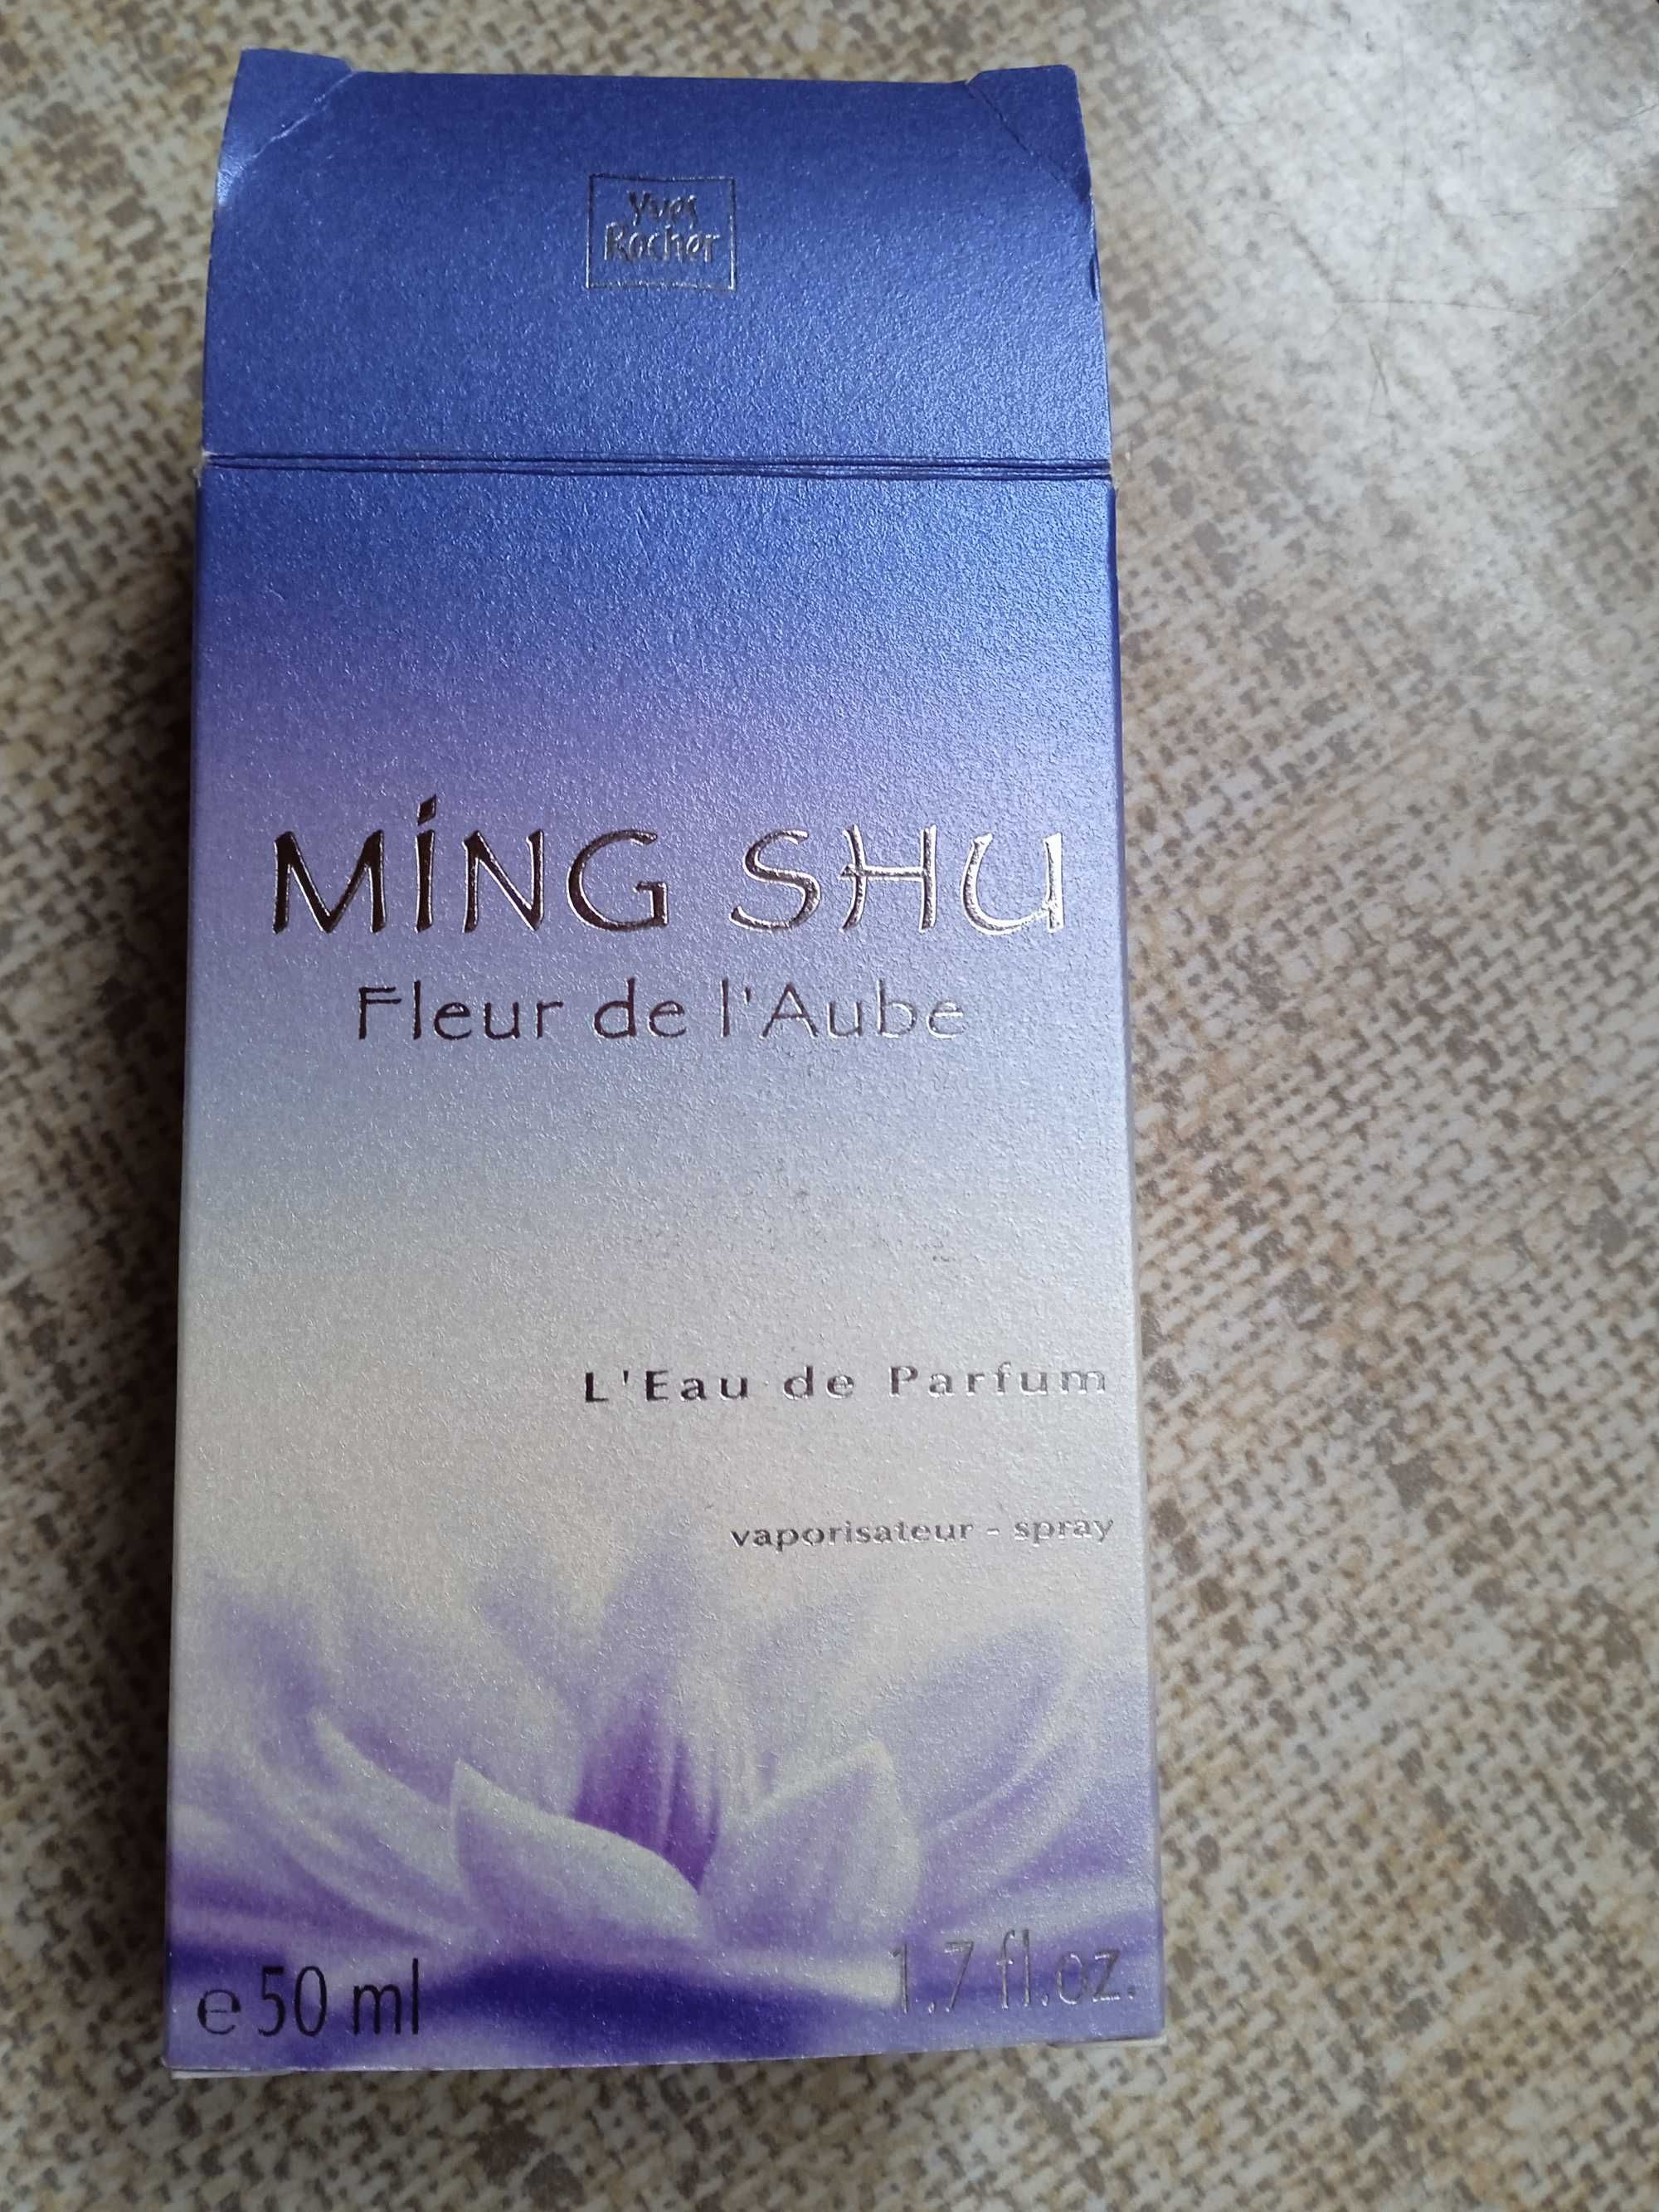 Yves
Rocher
MiNG SHU
Fleur de l'Aube
L'Eau de Parfum
vaporisateur - spray
℮ 50 ml
1.7 fl.oz.